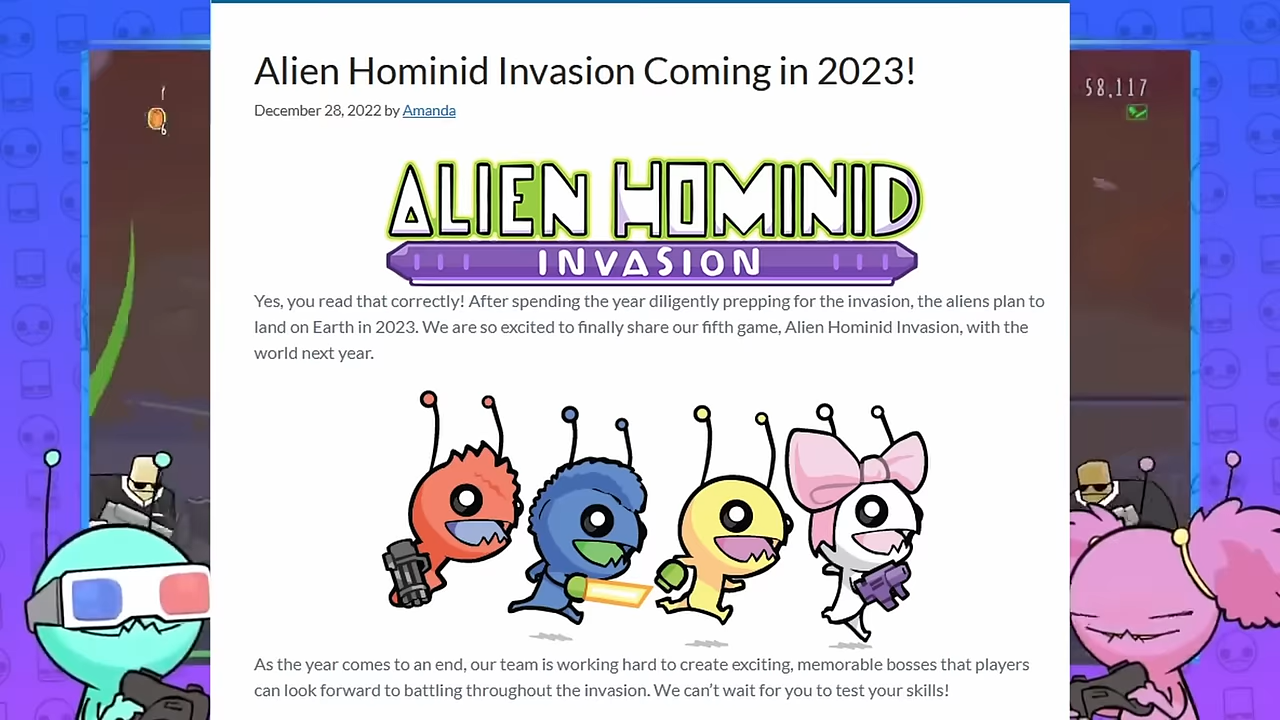 Alien Hominid Invasion Coming in 2023!
58,117
December 28, 2022 by Amanda
ALIEN HOMINID
INVASION
Yes, you read that correctly! After spending the year diligently prepping for the invasion, the aliens plan to
land on Earth in 2023. We are so excited to finally share our fifth game, Alien Hominid Invasion, with the
world next year.
As the year comes to an end, our team is working hard to create exciting, memorable bosses that players
can look forward to battling throughout the invasion. We can't wait for you to test your skills!